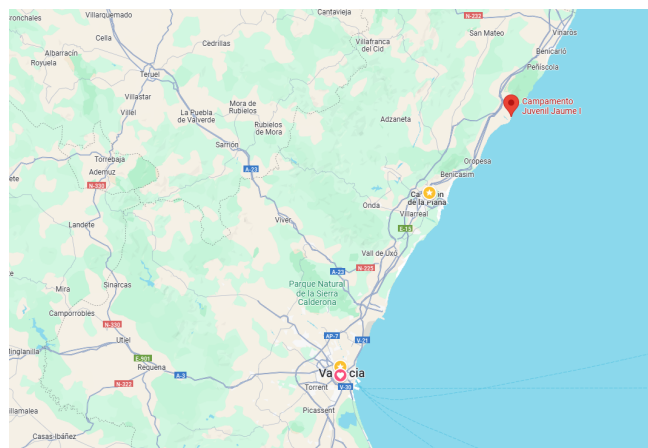 Cantavieja
N-232
Villarquemado
San Mateo
Vinaròs
Cella
Cedrillas
Villafranca
del Cid
Benicarló
Albarracín
Royuela
Peñíscola
Teruel
Campamento
Juvenil Jaume I
Villastar
Mora de
Rubielos
Villel
La Puebla
de Valverde
Adzaneta
Rubielos
de Mora
Sarrión
Torrebaja
Oropesa
Ademuz
A-23
Benicasim
N-330
de la Plana
Onda
Villarreal
Landete
Viver
E-15
Vall de Uxó
A-23
N-225
Mira
Sinarcas
Parque Natural
de la Sierra
Calderona
Camporrobles
N-330
Utiel
AP-7
V-21
Minglanilla
E-901
Requena
A-3
N-322
Torrent
V-30
Picassent
Casas-Ibáñez